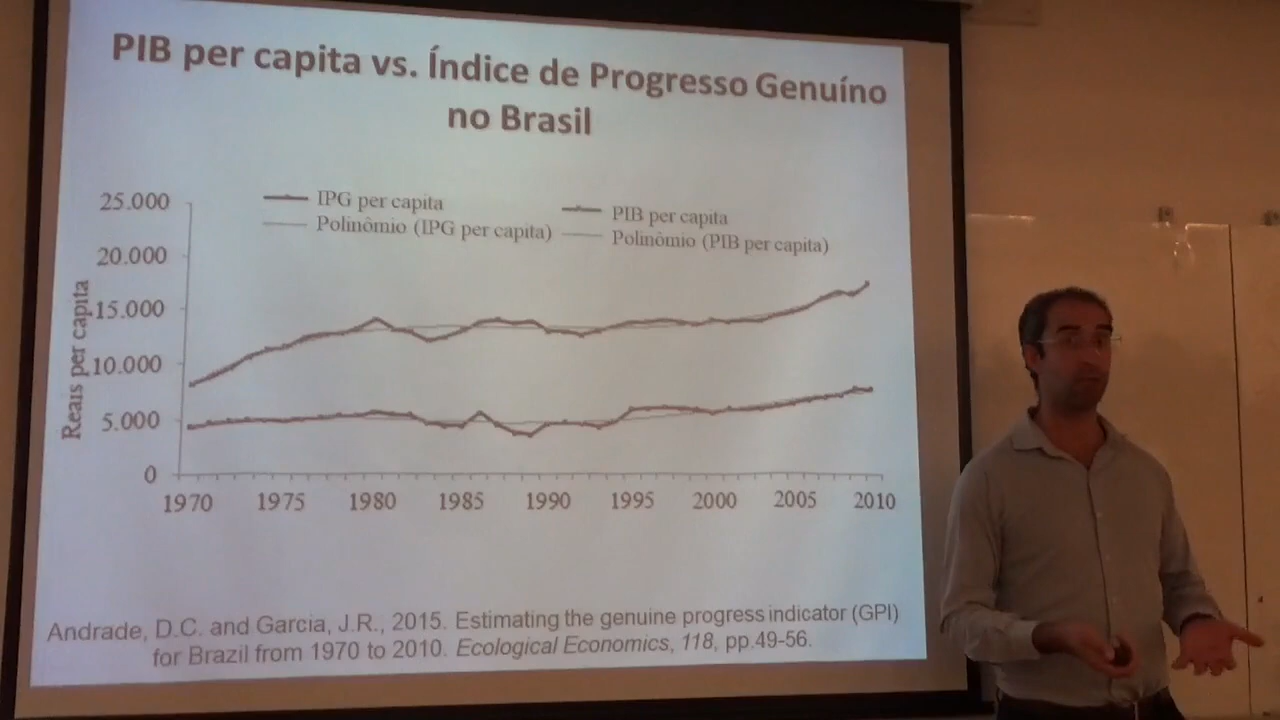 PIB per capita vs. Índice de Progresso Genuíno
no Brasil
IPG per capita
PIB per capita
Polinômio (IPG per capita)
Polinômio (PIB per capita)
Reais per capita
25.000
20.000
15.000
10.000
5.000
0
1970 1975 1980 1985 1990 1995 2000 2005 2010
Andrade, D.C. and Garcia, J.R., 2015. Estimating the genuine progress indicator (GPI)
for Brazil from 1970 to 2010. Ecological Economics, 118, pp.49-56.